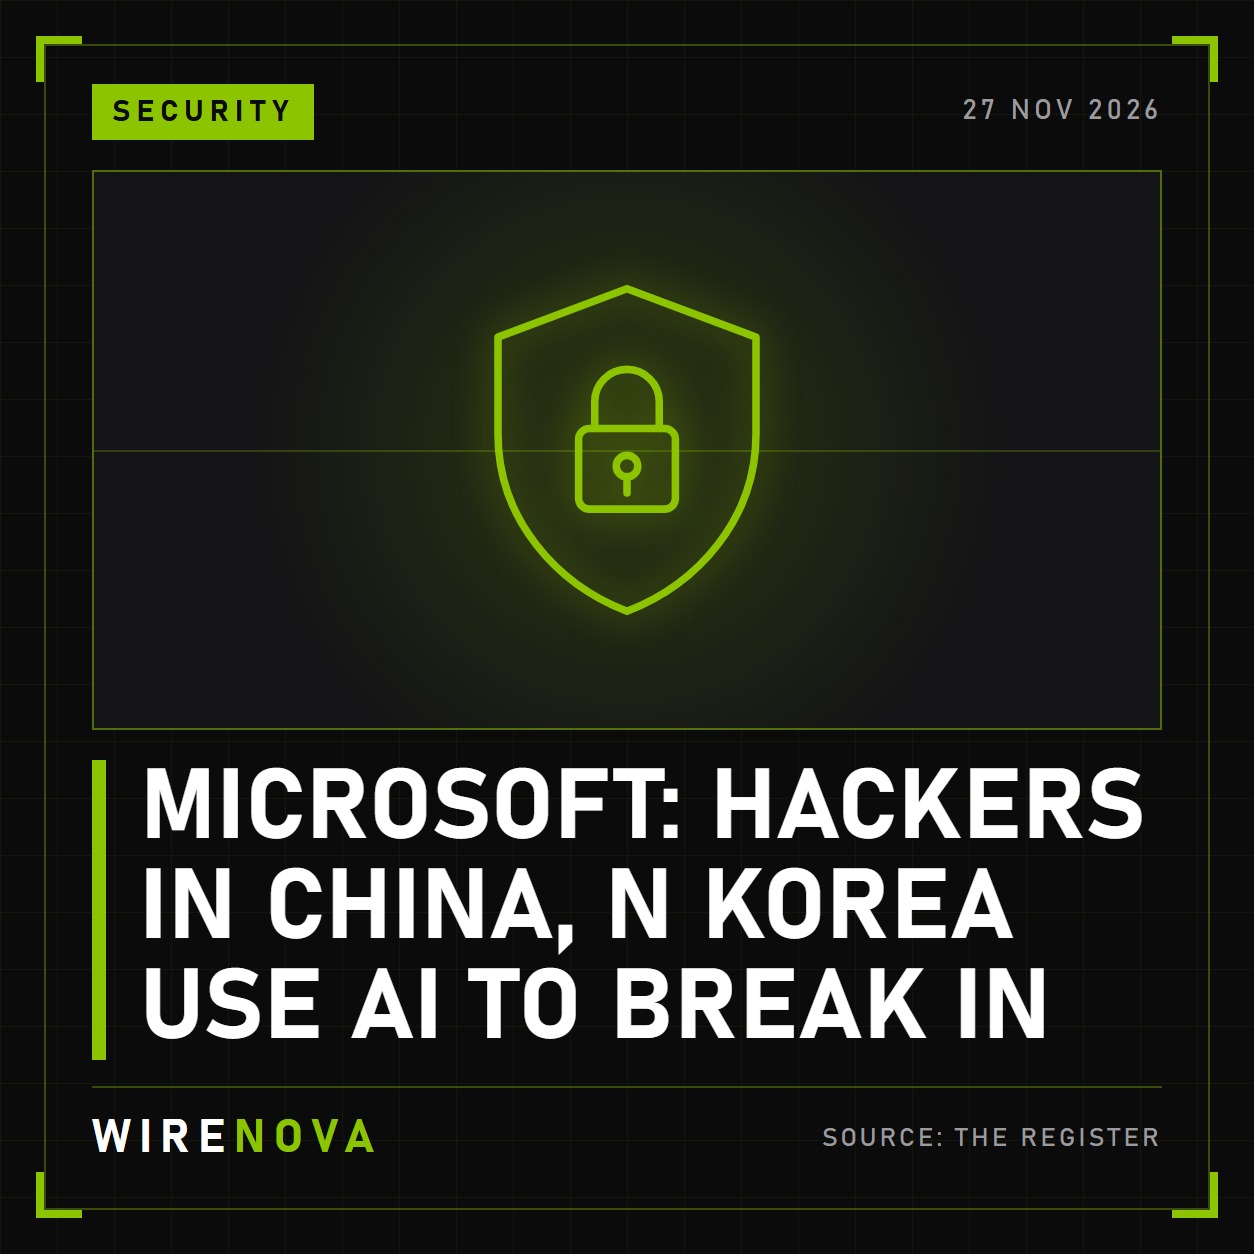 SECURITY
27 NOV 2026
MICROSOFT: HACKERS
IN CHINA, N KOREA
USE AI TO BREAK IN
WIRENOVA
SOURCE: THE REGISTER